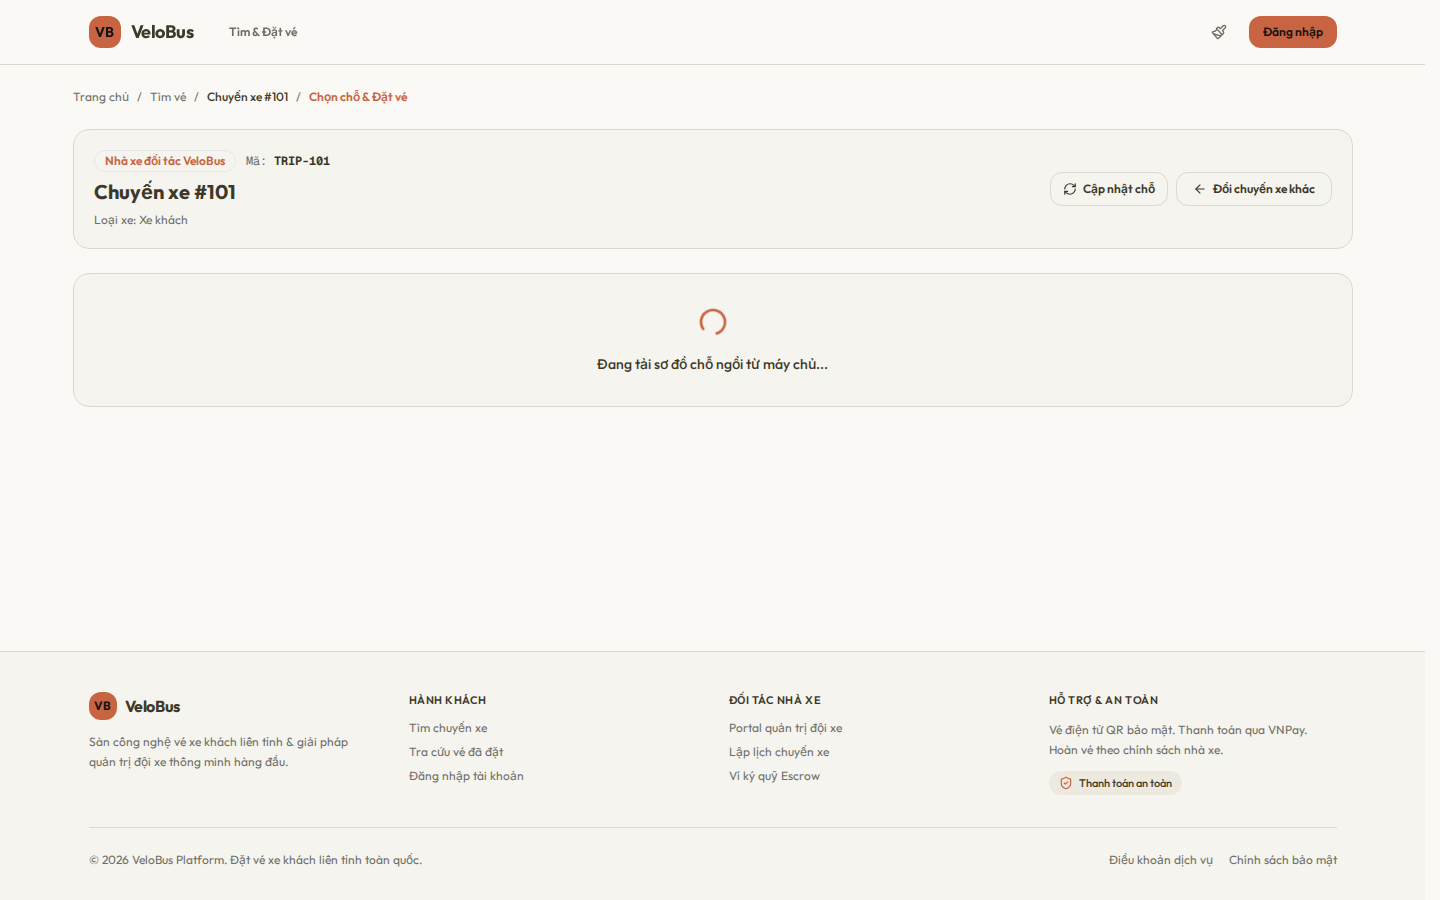 VB VeloBus Tìm & Đặt vé Đăng nhập
Trang chủ / Tìm vé / Chuyến xe #101 / Chọn chỗ & Đặt vé
Nhà xe đối tác VeloBus Mã: TRIP-101
Chuyến xe #101
Loại xe: Xe khách
Cập nhật chỗ
Đổi chuyến xe khác
Đang tải sơ đồ chỗ ngồi từ máy chủ...
VB VeloBus
Sàn công nghệ vé xe khách liên tỉnh & giải pháp
quản trị đội xe thông minh hàng đầu.
HÀNH KHÁCH
Tìm chuyến xe
Tra cứu vé đã đặt
Đăng nhập tài khoản
ĐỐI TÁC NHÀ XE
Portal quản trị đội xe
Lập lịch chuyến xe
Ví ký quỹ Escrow
HỖ TRỢ & AN TOÀN
Vé điện tử QR bảo mật. Thanh toán qua VNPay.
Hoàn vé theo chính sách nhà xe.
Thanh toán an toàn
© 2026 VeloBus Platform. Đặt vé xe khách liên tỉnh toàn quốc.
Điều khoản dịch vụ Chính sách bảo mật